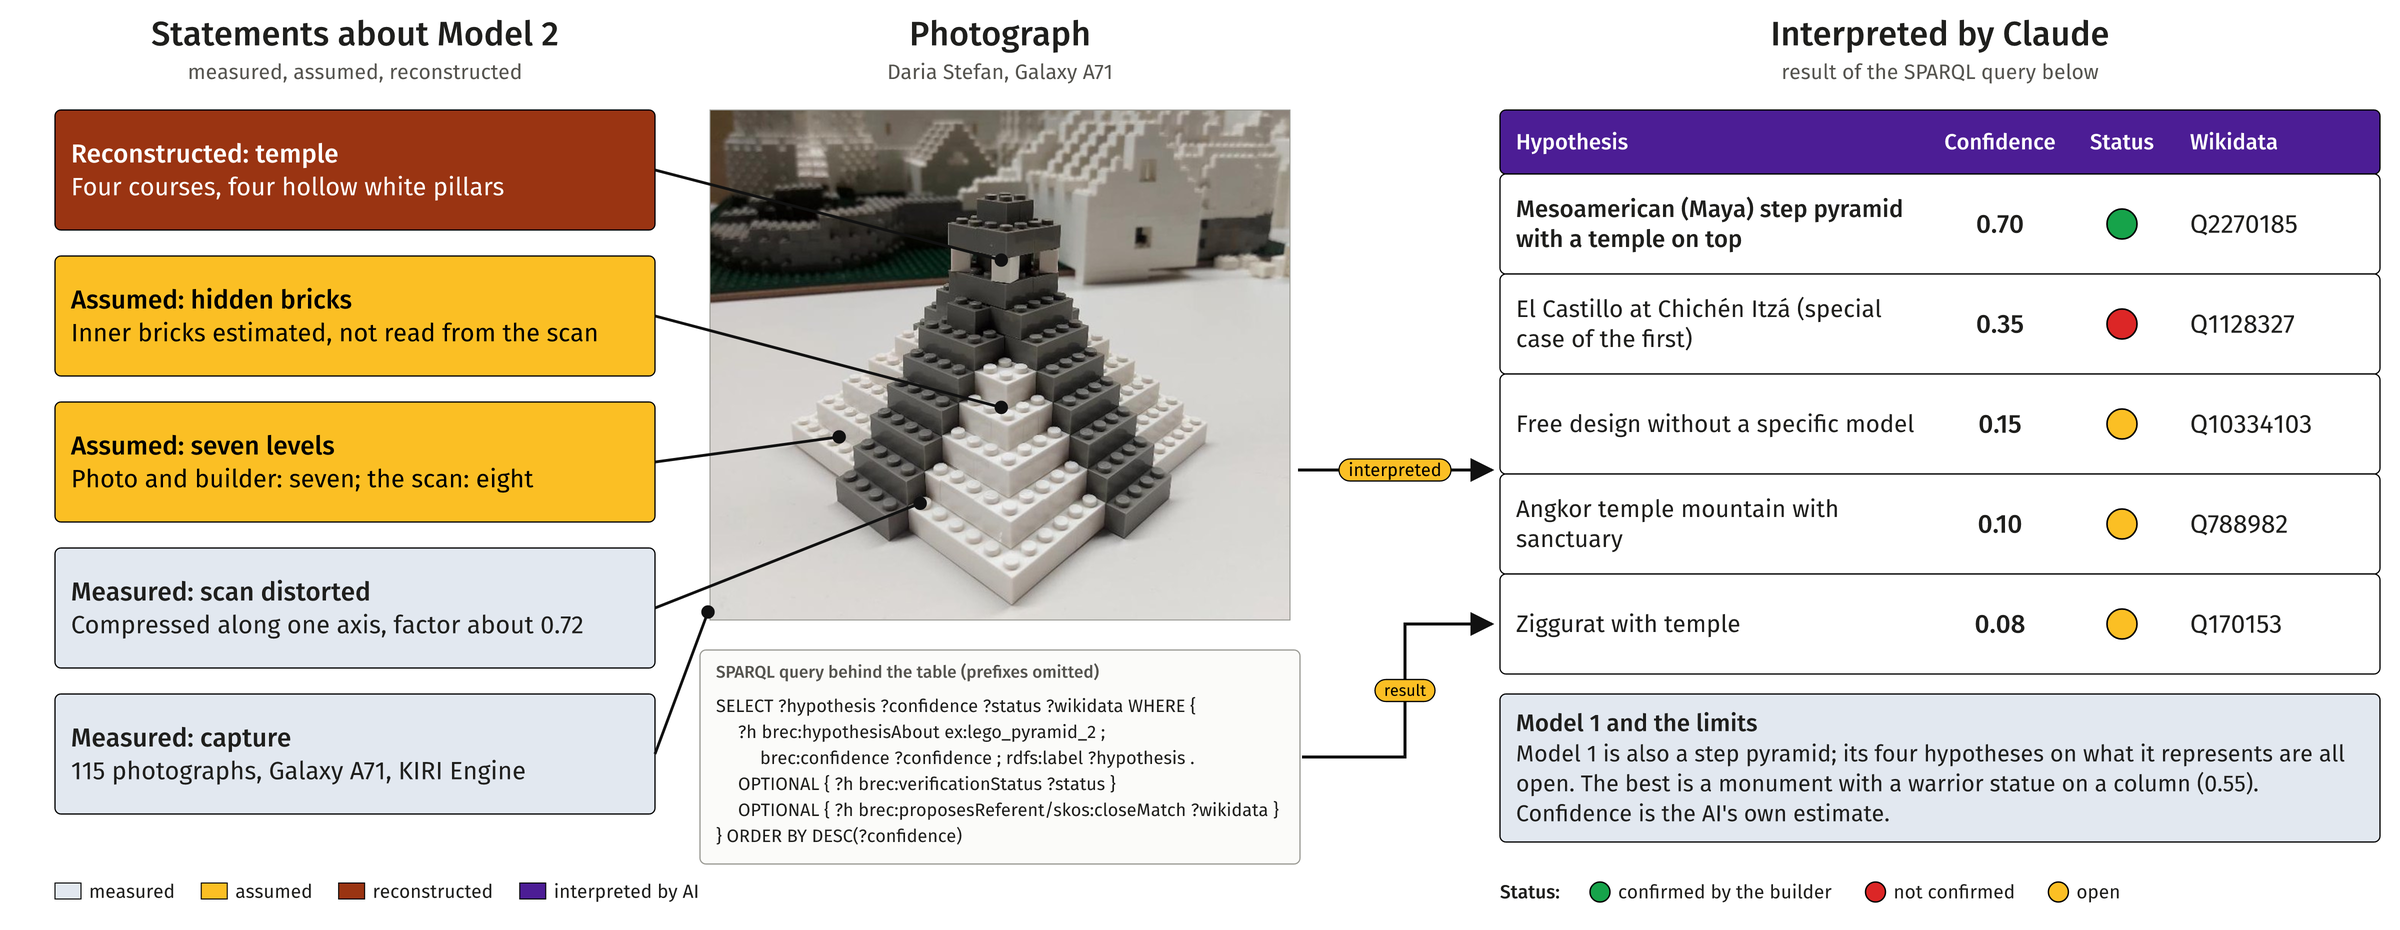 Statements about Model 2
measured, assumed, reconstructed
Reconstructed: temple
Four courses, four hollow white pillars
Assumed: hidden bricks
Inner bricks estimated, not read from the scan
Assumed: seven levels
Photo and builder: seven; the scan: eight
Measured: scan distorted
Compressed along one axis, factor about 0.72
Measured: capture
115 photographs, Galaxy A71, KIRI Engine
measured
assumed
reconstructed
interpreted by AI
Photograph
Daria Stefan, Galaxy A71
SPARQL query behind the table (prefixes omitted)
SELECT ?hypothesis ?confidence ?status ?wikidata WHERE {
?h brec:hypothesisAbout ex:lego_pyramid_2 ;
brec:confidence ?confidence ; rdfs:label ?hypothesis .
OPTIONAL { ?h brec:verificationStatus ?status }
OPTIONAL { ?h brec:proposesReferent/skos:closeMatch ?wikidata }
} ORDER BY DESC(?confidence)
interpreted
result
Interpreted by Claude
result of the SPARQL query below
Hypothesis Confidence Status Wikidata
Mesoamerican (Maya) step pyramid
with a temple on top
0.70 Q2270185
El Castillo at Chichén Itzá (special
case of the first)
0.35 Q1128327
Free design without a specific model 0.15 Q10334103
Angkor temple mountain with
sanctuary
0.10 Q788982
Ziggurat with temple 0.08 Q170153
Model 1 and the limits
Model 1 is also a step pyramid; its four hypotheses on what it represents are all
open. The best is a monument with a warrior statue on a column (0.55).
Confidence is the AI's own estimate.
Status: confirmed by the builder not confirmed open